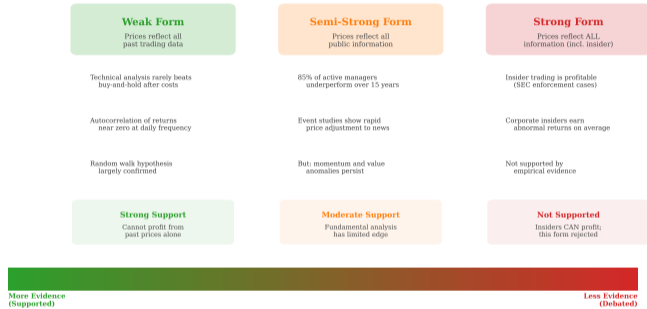 Weak Form
Prices reflect all
past trading data
Technical analysis rarely beats
buy-and-hold after costs
Autocorrelation of returns
near zero at daily frequency
Random walk hypothesis
largely confirmed
Strong Support
Cannot profit from
past prices alone
Semi-Strong Form
Prices reflect all
public information
85% of active managers
underperform over 15 years
Event studies show rapid
price adjustment to news
But: momentum and value
anomalies persist
Moderate Support
Fundamental analysis
has limited edge
Strong Form
Prices reflect ALL
information (incl. insider)
Insider trading is profitable
(SEC enforcement cases)
Corporate insiders earn
abnormal returns on average
Not supported by
empirical evidence
Not Supported
Insiders CAN profit;
this form rejected
More Evidence
(Supported)
Less Evidence
(Debated)